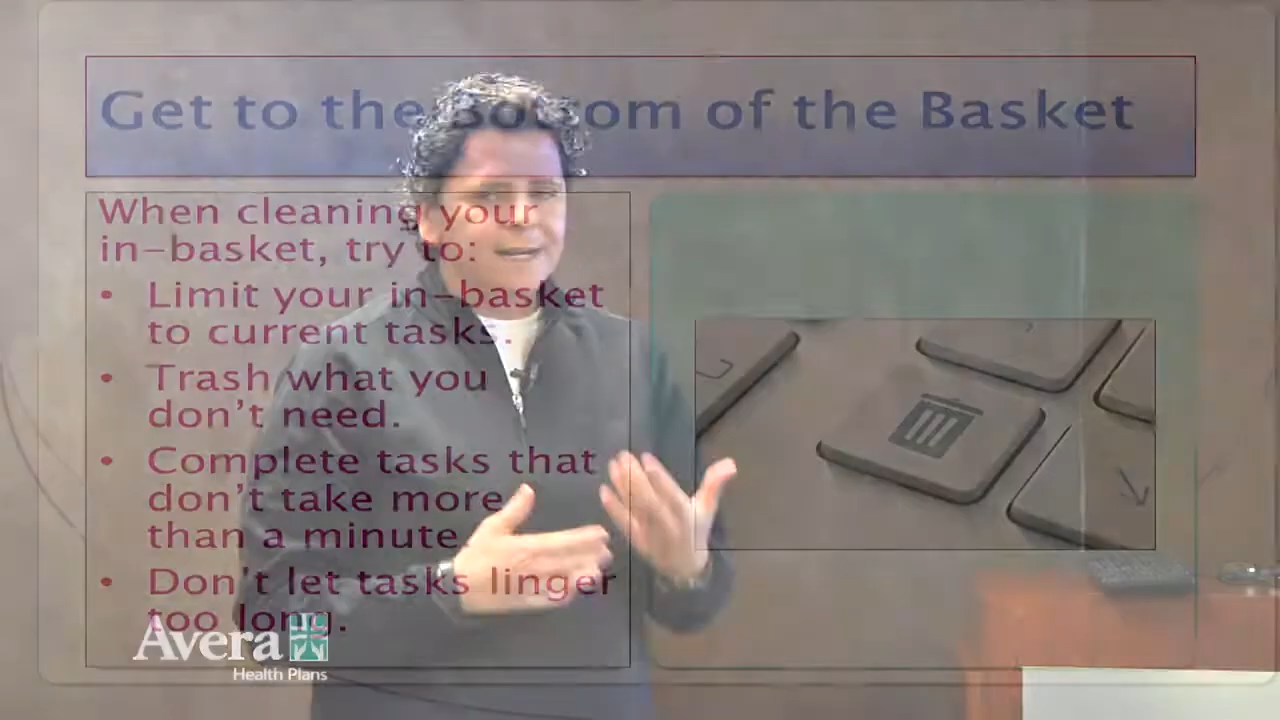 Get to the Bottom of the Basket
When cleaning your
in-basket, try to:
• Limit your in-basket
to current tasks.
• Trash what you
don't need.
• Complete tasks that
don't take more
than a minute.
• Don't let tasks linger
too long.
Avera
Health Plans